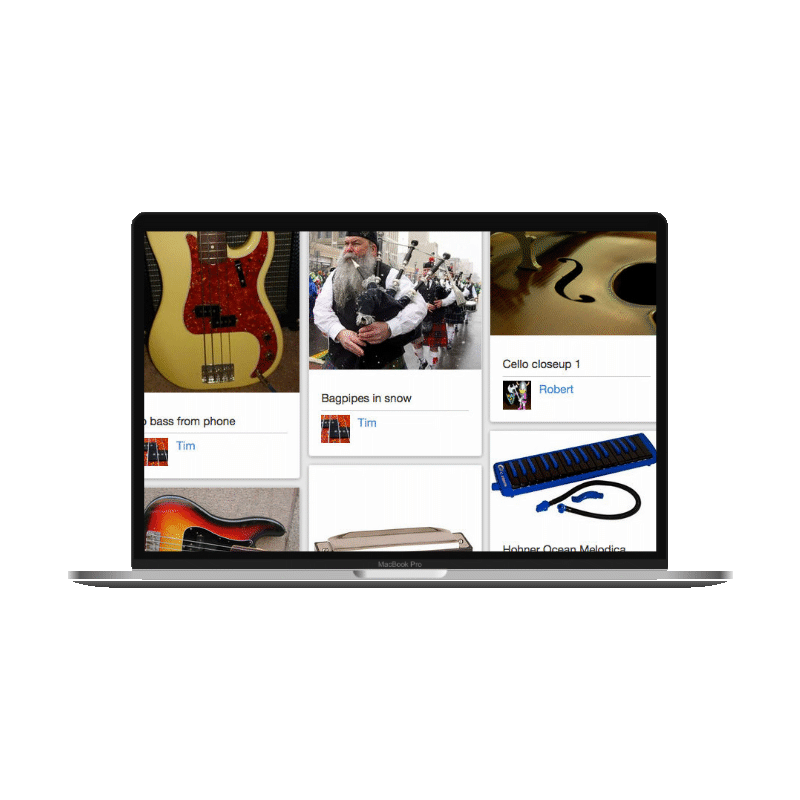 bass from phone
Tim
Bagpipes in snow
Tim
Cello closeup 1
Robert
Hohner Ocean Melodica
MacBook Pro